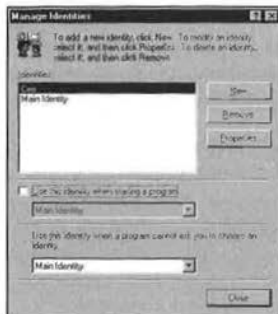 Manage Identities
To add a new identity, click New. To modify an identity
select it, and then click Properties. To delete an identity,
select it, and then click Remove
Identities:
Main Identity
New
Remove
Properties
Use this identity when starting a program
Main Identity
Use this identity when a program cannot ask you to choose an
identity.
Main Identity
Close